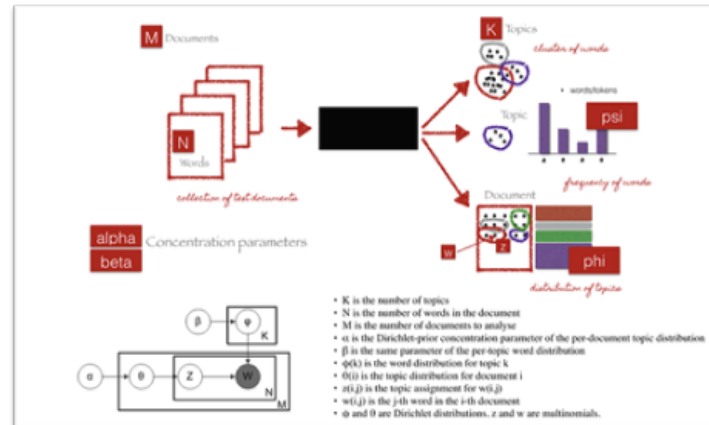 M Documents
N
Words
collection of text documents
K Topics
cluster of words
• words/tokens
Topic
psi
frequency of words
Document
w
z
phi
distribution of topics
alpha
beta
Concentration parameters
β
φ
K
α
θ
Z
W
N
M
• K is the number of topics
• N is the number of words in the document
• M is the number of documents to analyse
• α is the Dirichlet-prior concentration parameter of the per-document topic distribution
• β is the same parameter of the per-topic word distribution
• ϕ(k) is the word distribution for topic k
• θ(i) is the topic distribution for document i
• z(i,j) is the topic assignment for w(i,j)
• w(i,j) is the j-th word in the i-th document
• ϕ and θ are Dirichlet distributions. z and w are multinomials.